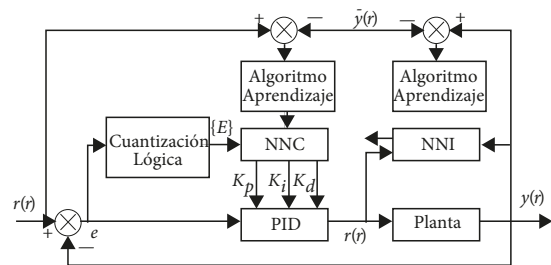 +
−
ȳ(r)
−
+
Algoritmo
Aprendizaje
Algoritmo
Aprendizaje
Cuantización
Lógica
{E}
NNC
NNI
K_p
K_i
K_d
r(r)
+
−
e
PID
r(r)
Planta
y(r)